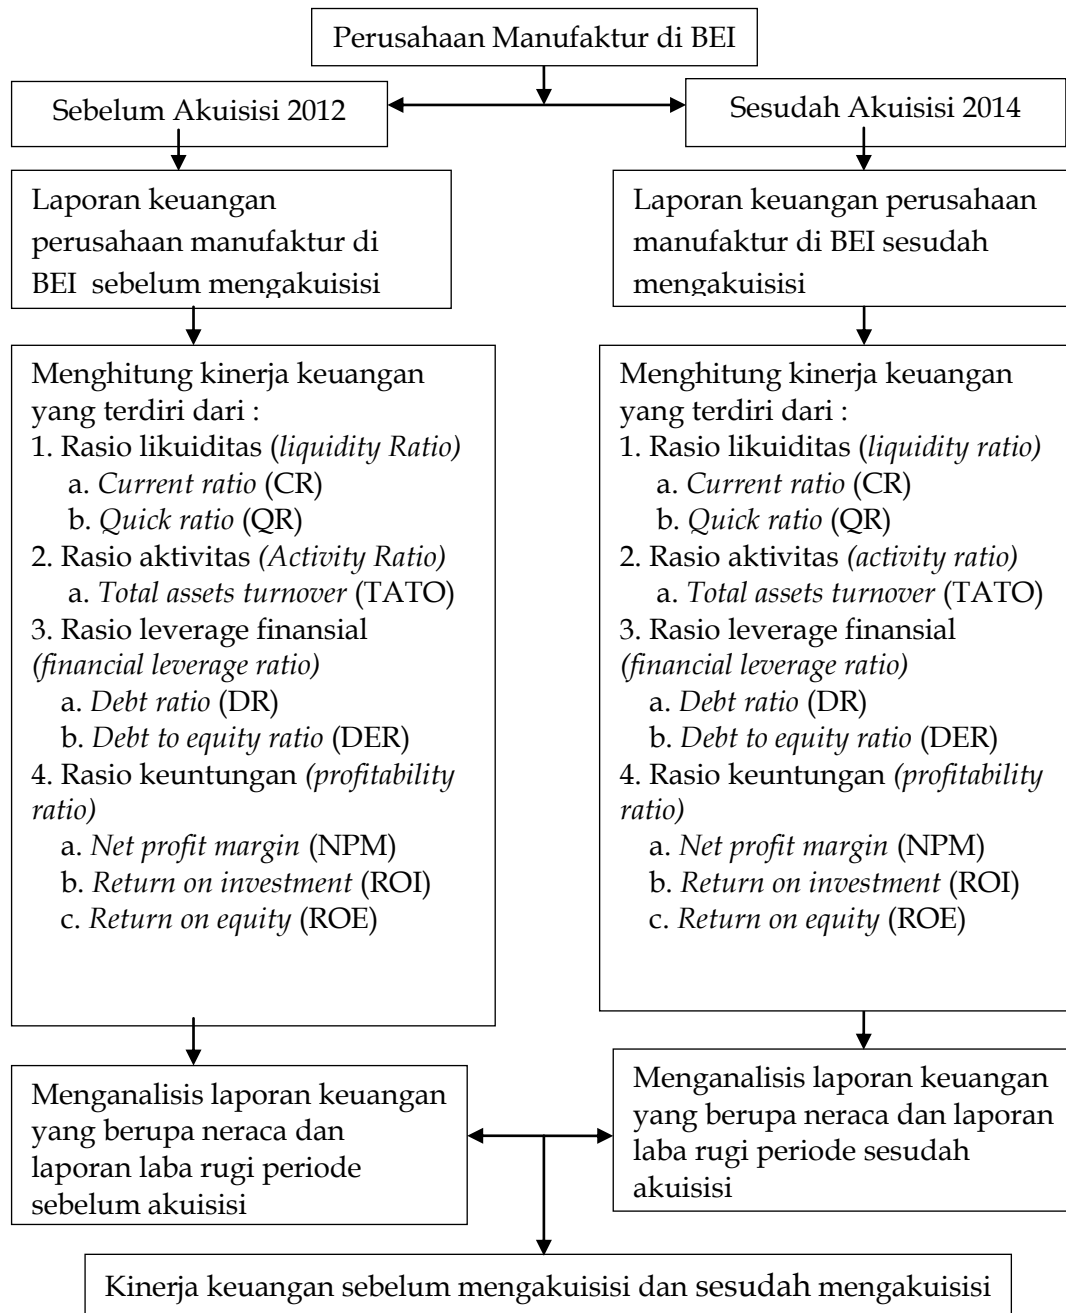 Perusahaan Manufaktur di BEI
Sebelum Akuisisi 2012
Sesudah Akuisisi 2014
Laporan keuangan
perusahaan manufaktur di
BEI  sebelum mengakuisisi
Laporan keuangan perusahaan
manufaktur di BEI sesudah
mengakuisisi
Menghitung kinerja keuangan
yang terdiri dari :
1. Rasio likuiditas (liquidity Ratio)
a. Current ratio (CR)
b. Quick ratio (QR)
2. Rasio aktivitas (Activity Ratio)
a. Total assets turnover (TATO)
3. Rasio leverage finansial
(financial leverage ratio)
a. Debt ratio (DR)
b. Debt to equity ratio (DER)
4. Rasio keuntungan (profitability
ratio)
a. Net profit margin (NPM)
b. Return on investment (ROI)
c. Return on equity (ROE)
Menghitung kinerja keuangan
yang terdiri dari :
1. Rasio likuiditas (liquidity ratio)
a. Current ratio (CR)
b. Quick ratio (QR)
2. Rasio aktivitas (activity ratio)
a. Total assets turnover (TATO)
3. Rasio leverage finansial
(financial leverage ratio)
a. Debt ratio (DR)
b. Debt to equity ratio (DER)
4. Rasio keuntungan (profitability
ratio)
a. Net profit margin (NPM)
b. Return on investment (ROI)
c. Return on equity (ROE)
Menganalisis laporan keuangan
yang berupa neraca dan
laporan laba rugi periode
sebelum akuisisi
Menganalisis laporan keuangan
yang berupa neraca dan laporan
laba rugi periode sesudah
akuisisi
Kinerja keuangan sebelum mengakuisisi dan sesudah mengakuisisi